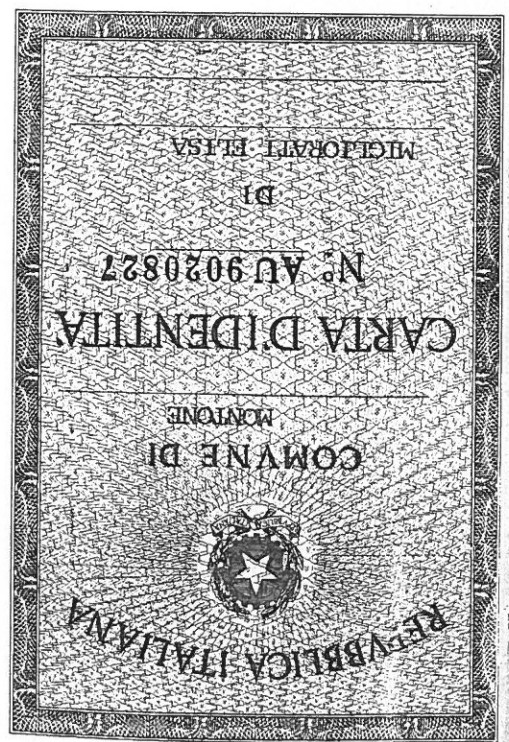 REPVBBLICA ITALIANA
COMVNE DI
MONTONE
CARTA D'IDENTITA'
N° AU 9020827
DI
MIGLIORATI ELISA